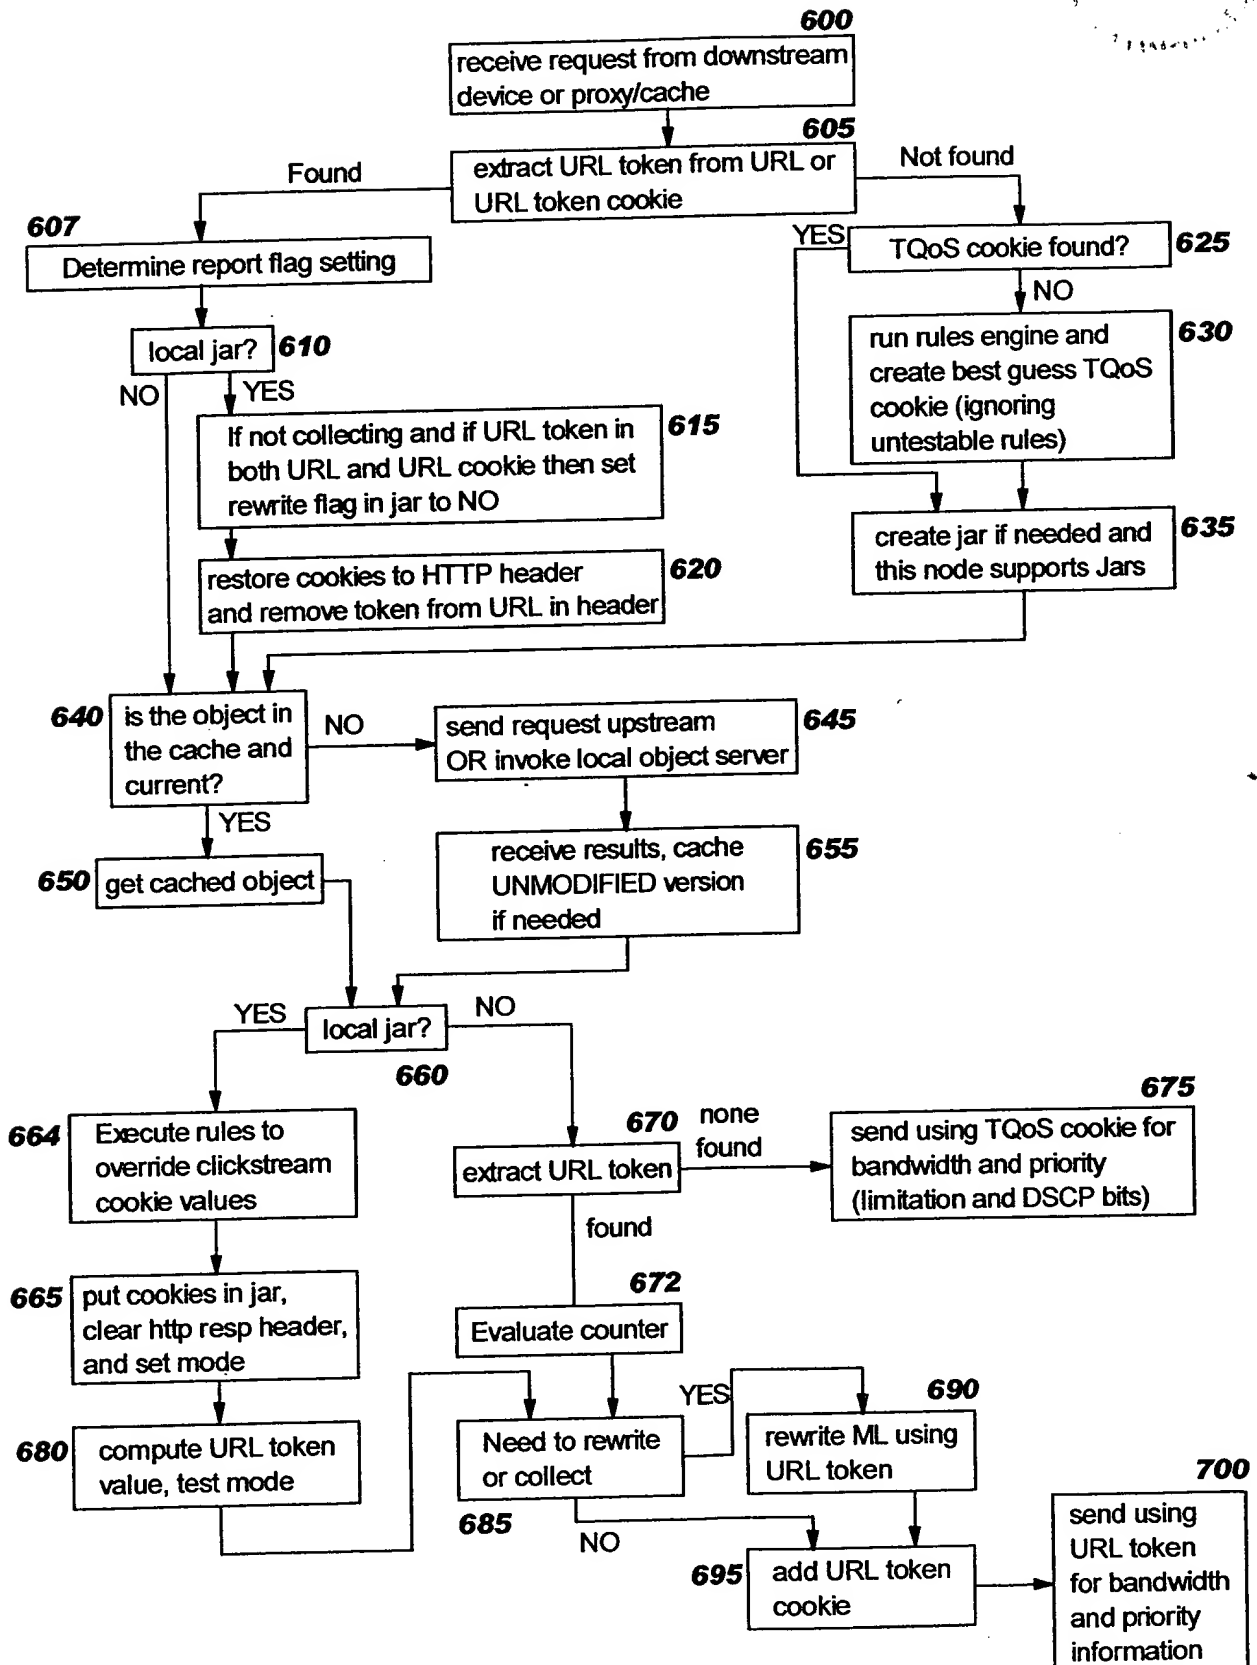 600
receive request from downstream
device or proxy/cache
605
Found
extract URL token from URL or
URL token cookie
Not found
607
Determine report flag setting
YES
TQoS cookie found?
625
NO
local jar?
610
NO
YES
run rules engine and
create best guess TQoS
cookie (ignoring
untestable rules)
630
If not collecting and if URL token in
both URL and URL cookie then set
rewrite flag in jar to NO
615
create jar if needed and
this node supports Jars
635
restore cookies to HTTP header
and remove token from URL in header
620
640
is the object in
the cache and
current?
NO
send request upstream
OR invoke local object server
645
YES
650
get cached object
receive results, cache
UNMODIFIED version
if needed
655
YES
local jar?
NO
660
664
Execute rules to
override clickstream
cookie values
670
extract URL token
none
found
675
send using TQoS cookie for
bandwidth and priority
(limitation and DSCP bits)
found
665
put cookies in jar,
clear http resp header,
and set mode
672
Evaluate counter
680
compute URL token
value, test mode
Need to rewrite
or collect
685
YES
690
rewrite ML using
URL token
NO
695
add URL token
cookie
700
send using
URL token
for bandwidth
and priority
information